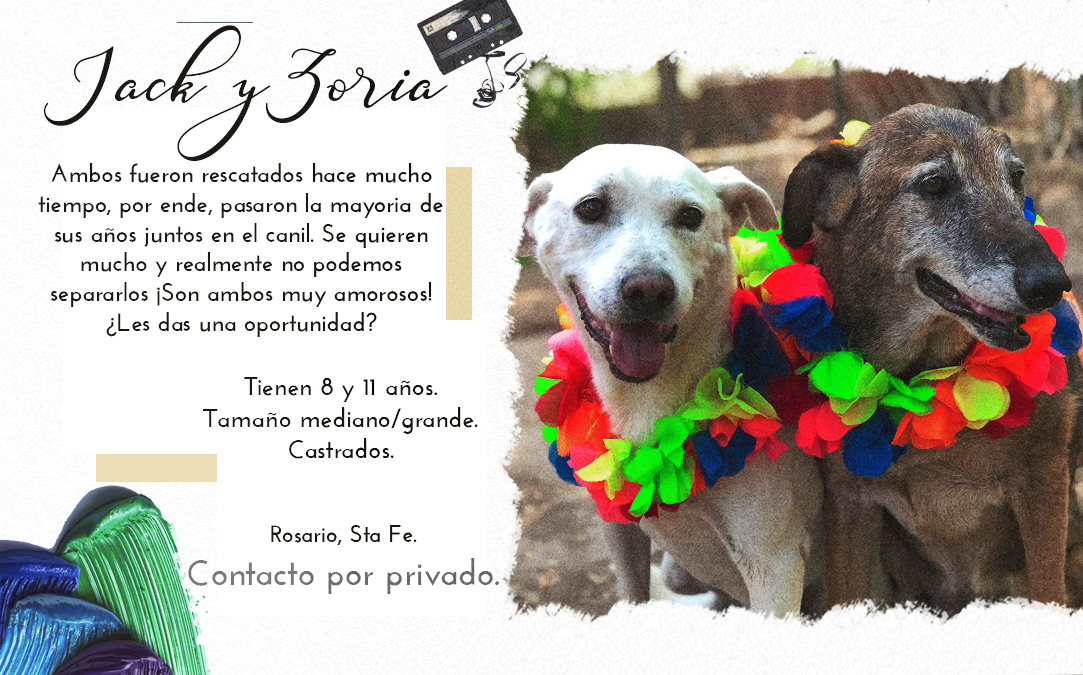 Jack y Zoria
Ambos fueron rescatados hace mucho
tiempo, por ende, pasaron la mayoria de
sus años juntos en el canil. Se quieren
mucho y realmente no podemos
separarlos ¡Son ambos muy amorosos!
¿Les das una oportunidad?
Tienen 8 y 11 años.
Tamaño mediano/grande.
Castrados.
Rosario, Sta Fe.
Contacto por privado.